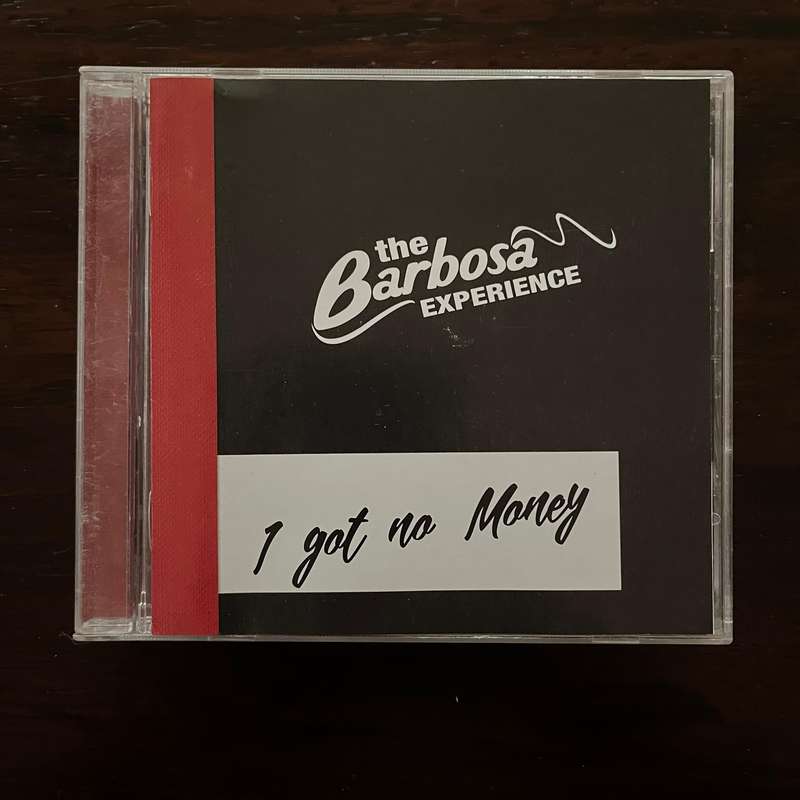 the
Barbosa
EXPERIENCE
I got no Money